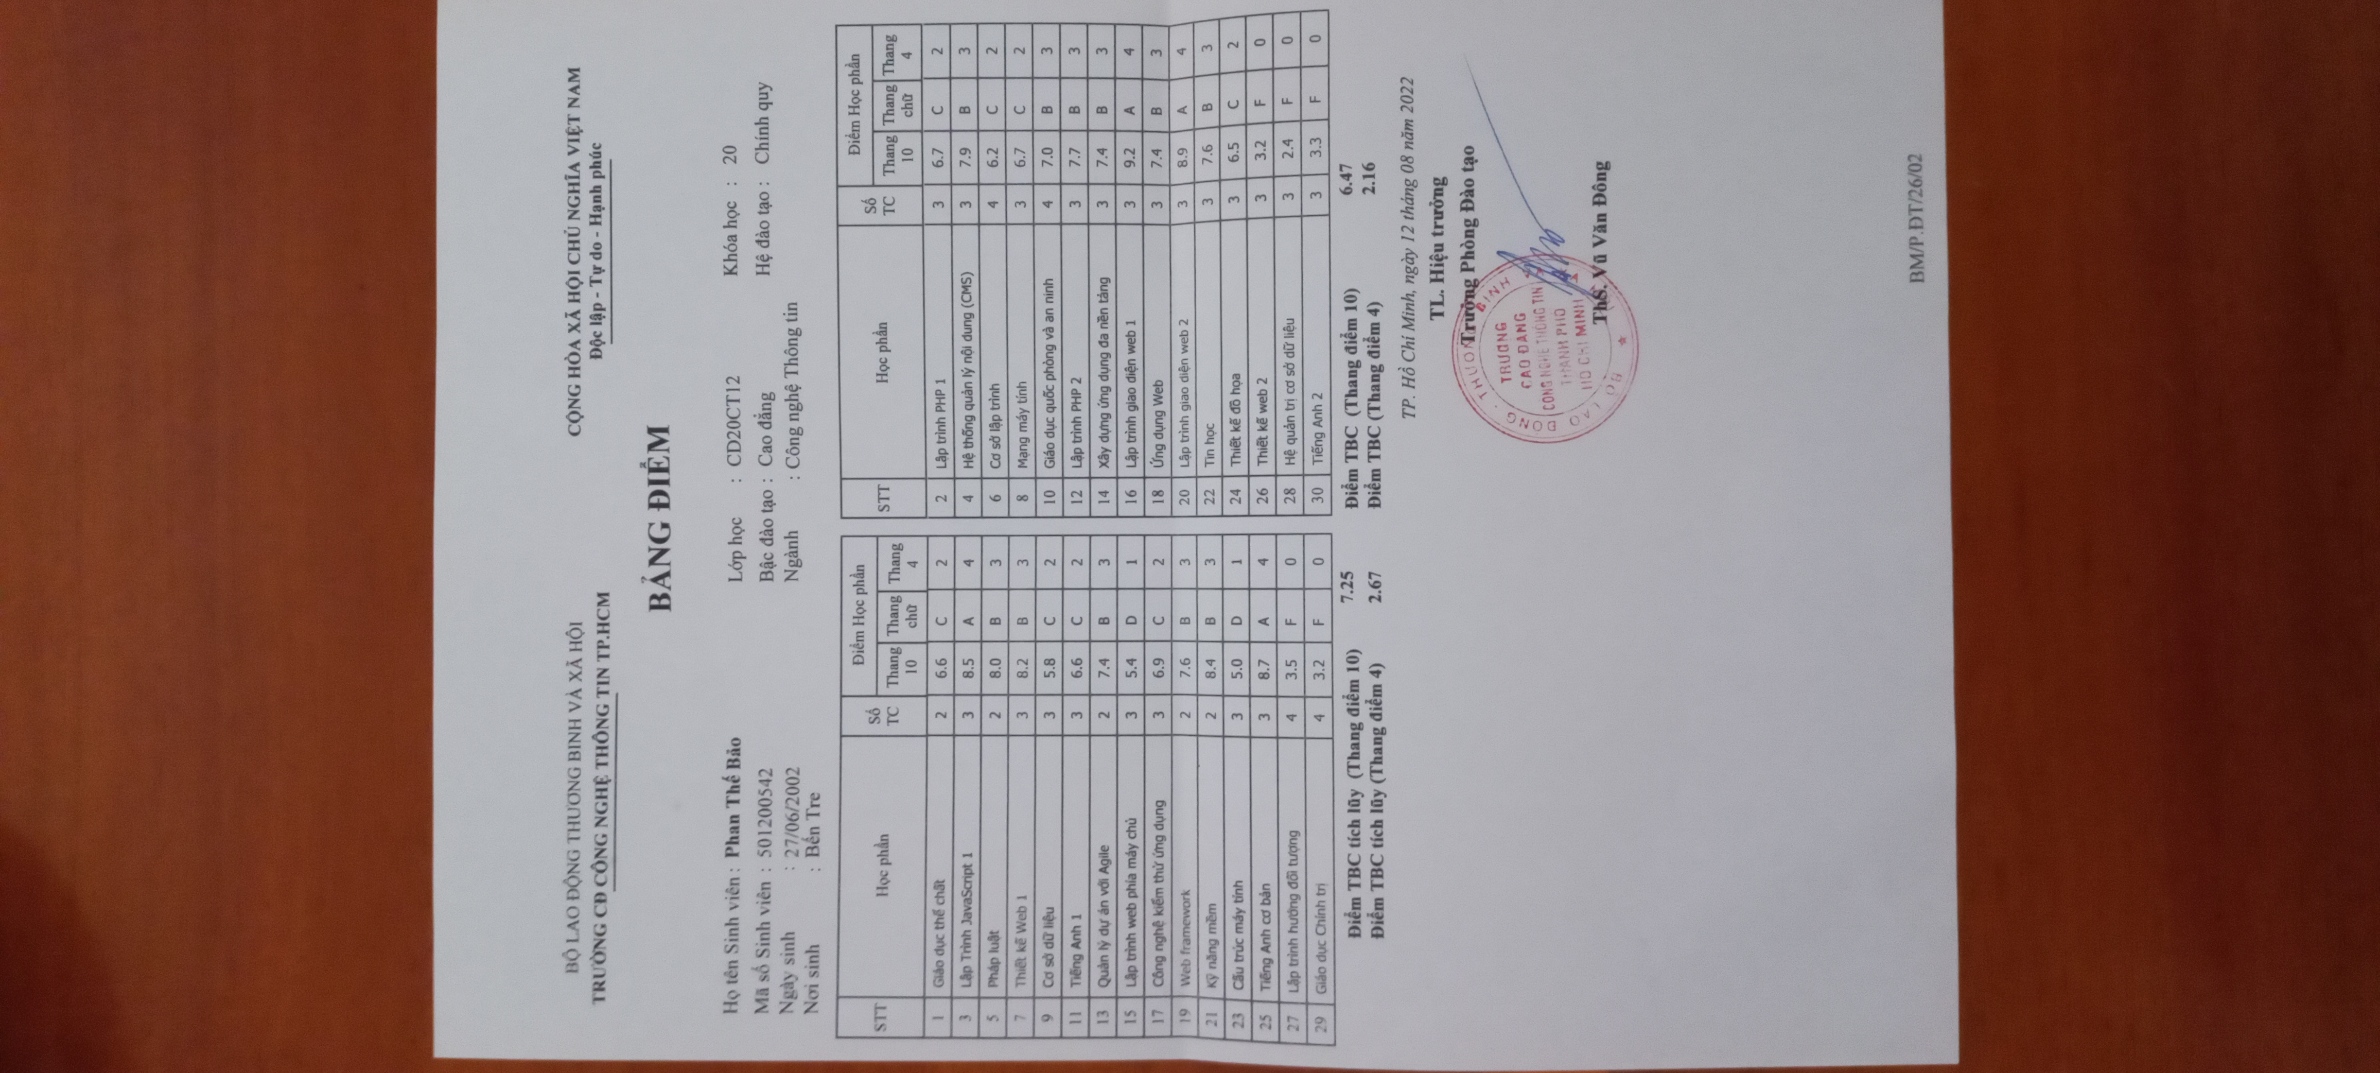 BỘ LAO ĐỘNG THƯƠNG BINH VÀ XÃ HỘI
TRƯỜNG CĐ CÔNG NGHỆ THÔNG TIN TP.HCM
CỘNG HÒA XÃ HỘI CHỦ NGHĨA VIỆT NAM
Độc lập - Tự do - Hạnh phúc
BẢNG ĐIỂM
Họ tên Sinh viên : Phan Thế Bảo
Mã số Sinh viên : 501200542
Ngày sinh : 27/06/2002
Nơi sinh : Bến Tre
Lớp học : CD20CT12
Bậc đào tạo : Cao đẳng
Ngành : Công nghệ Thông tin
Khóa học : 20
Hệ đào tạo : Chính quy
STT Học phần Số TC Điểm Học phần Thang 10 Thang chữ Thang 4
1 Giáo dục thể chất 2 6.6 C 2
3 Lập Trình JavaScript 1 3 8.5 A 4
5 Pháp luật 2 8.0 B 3
7 Thiết kế Web 1 3 8.2 B 3
9 Cơ sở dữ liệu 3 5.8 C 2
11 Tiếng Anh 1 3 6.6 C 2
13 Quản lý dự án với Agile 2 7.4 B 3
15 Lập trình web phía máy chủ 3 5.4 D 1
17 Công nghệ kiểm thử ứng dụng 3 6.9 C 2
19 Web framework 2 7.6 B 3
21 Kỹ năng mềm 2 8.4 B 3
23 Cấu trúc máy tính 3 5.0 D 1
25 Tiếng Anh cơ bản 3 8.7 A 4
27 Lập trình hướng đối tượng 4 3.5 F 0
29 Giáo dục Chính trị 4 3.2 F 0
STT Học phần Số TC Điểm Học phần Thang 10 Thang chữ Thang 4
2 Lập trình PHP 1 3 6.7 C 2
4 Hệ thống quản lý nội dung (CMS) 3 7.9 B 3
6 Cơ sở lập trình 4 6.2 C 2
8 Mạng máy tính 3 6.7 C 2
10 Giáo dục quốc phòng và an ninh 4 7.0 B 3
12 Lập trình PHP 2 3 7.7 B 3
14 Xây dựng ứng dụng đa nền tảng 3 7.4 B 3
16 Lập trình giao diện web 1 3 9.2 A 4
18 Ứng dụng Web 3 7.4 B 3
20 Lập trình giao diện web 2 3 8.9 A 4
22 Tin học 3 7.6 B 3
24 Thiết kế đồ họa 3 6.5 C 2
26 Thiết kế web 2 3 3.2 F 0
28 Hệ quản trị cơ sở dữ liệu 3 2.4 F 0
30 Tiếng Anh 2 3 3.3 F 0
Điểm TBC tích lũy (Thang điểm 10) 7.25
Điểm TBC tích lũy (Thang điểm 4) 2.67
Điểm TBC (Thang điểm 10) 6.47
Điểm TBC (Thang điểm 4) 2.16
TP. Hồ Chí Minh, ngày 12 tháng 08 năm 2022
TL. Hiệu trưởng
Trưởng Phòng Đào tạo
TRƯỜNG
CAO ĐẲNG
CÔNG NGHỆ THÔNG TIN
THÀNH PHỐ
HỒ CHÍ MINH
BỘ LAO ĐỘNG - THƯƠNG BINH
ThS. Vũ Văn Đông
BM/P.ĐT/26/02